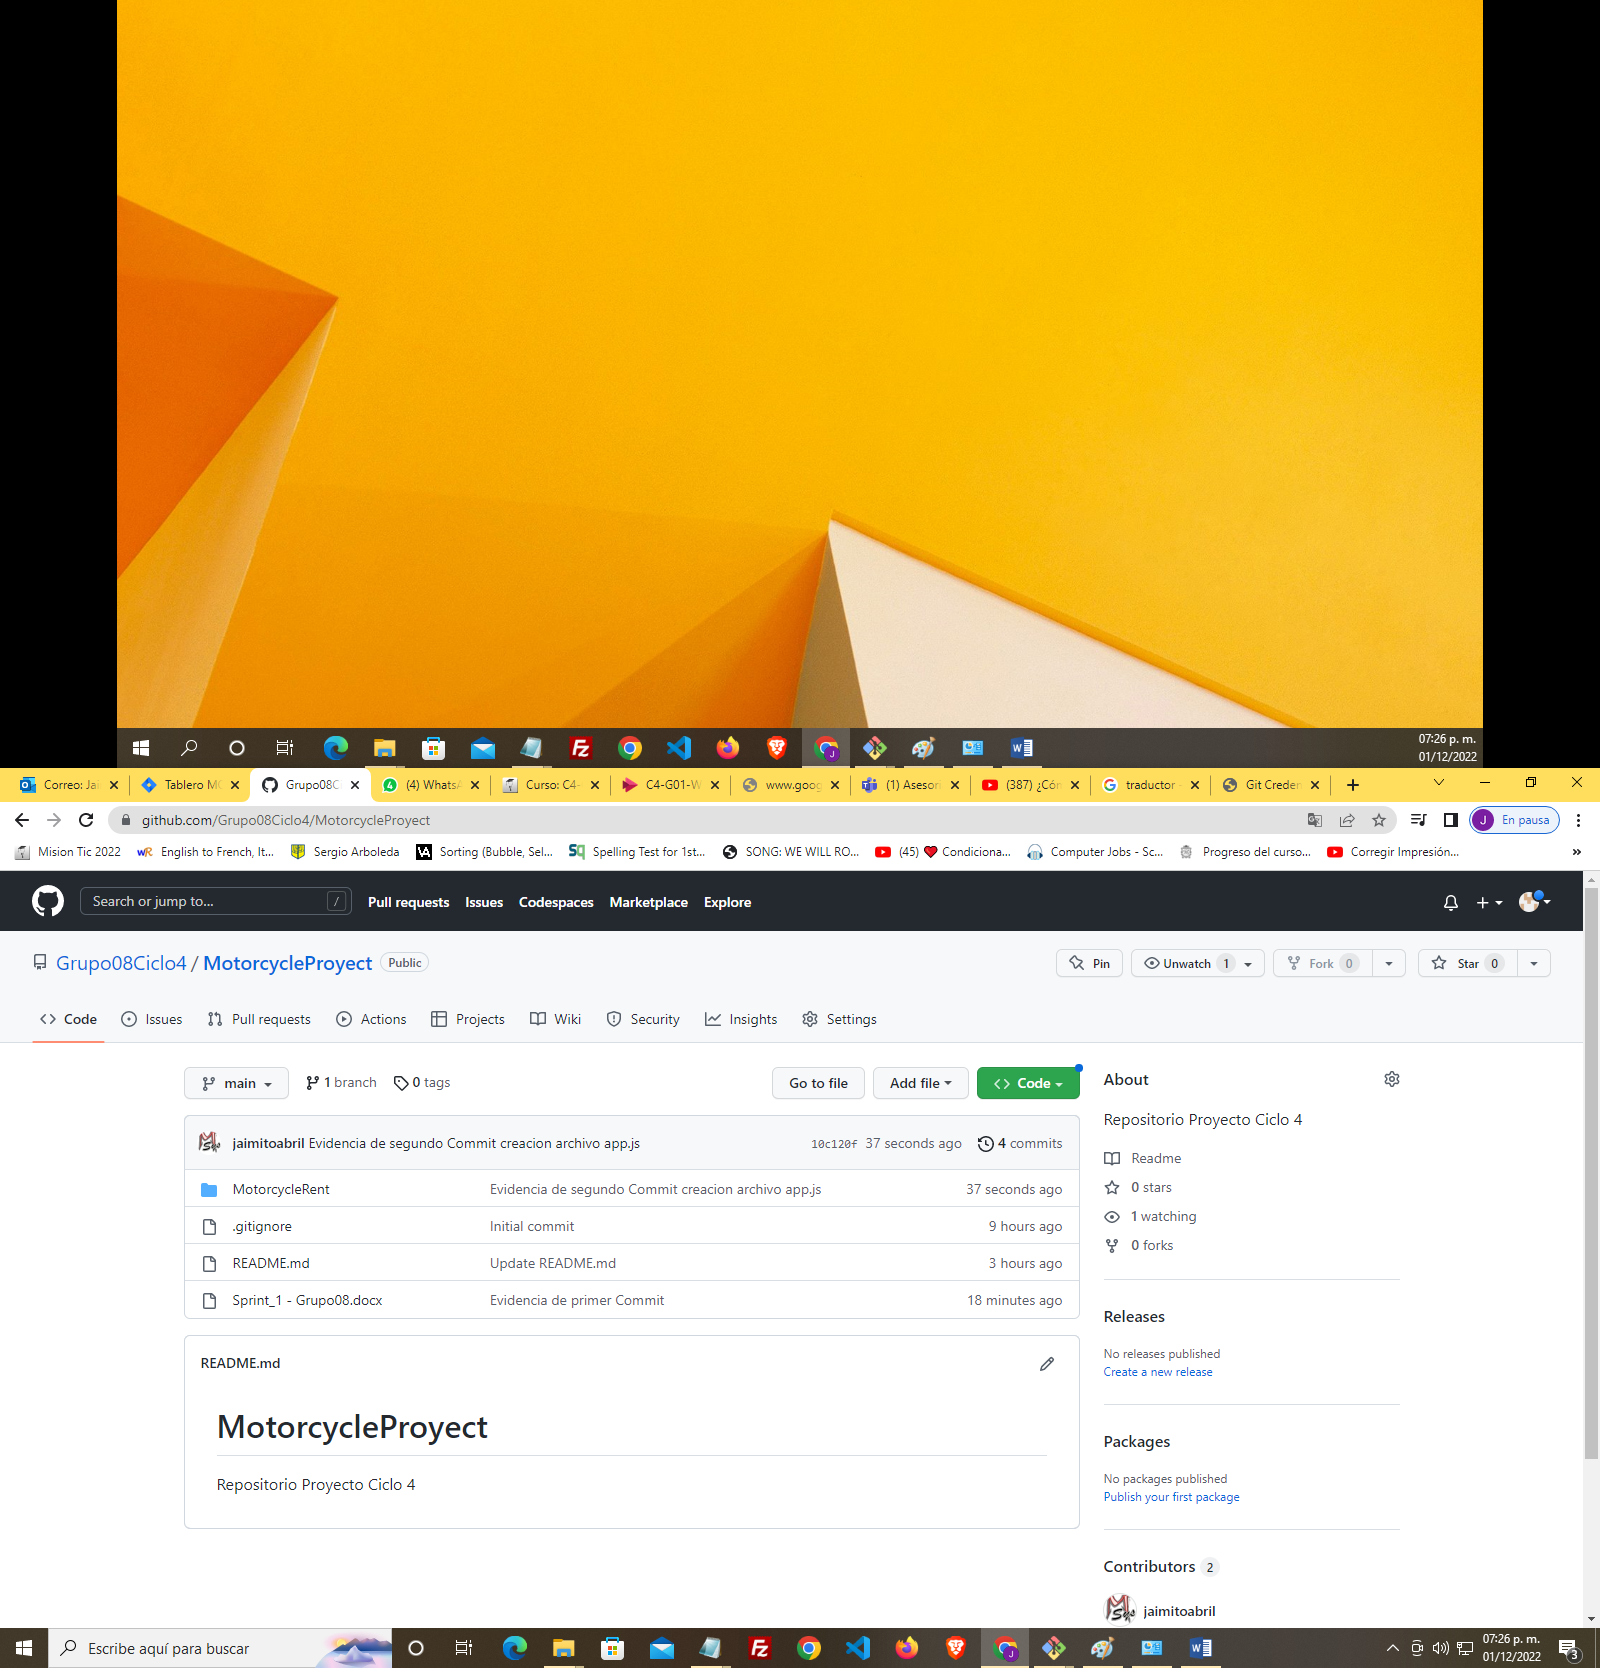 07:26 p. m.
01/12/2022
Correo: Jai
Tablero MO
Grupo08C
(4) WhatsA
Curso: C4-
C4-G01-W
www.goog
(1) Asesori
(387) ¿Cóm
traductor -
Git Creden
github.com/Grupo08Ciclo4/MotorcycleProyect
J En pausa
Mision Tic 2022
English to French, It...
Sergio Arboleda
Sorting (Bubble, Sel...
Spelling Test for 1st...
SONG: WE WILL RO...
(45) ❤ Condiciona...
Computer Jobs - Sc...
Progreso del curso...
Corregir Impresión...
»
Search or jump to... /
Pull requests Issues Codespaces Marketplace Explore
Grupo08Ciclo4 / MotorcycleProyect Public
Pin Unwatch 1 Fork 0 Star 0
Code Issues Pull requests Actions Projects Wiki Security Insights Settings
main 1 branch 0 tags
Go to file Add file Code
jaimitoabril Evidencia de segundo Commit creacion archivo app.js 10c120f 37 seconds ago 4 commits
MotorcycleRent Evidencia de segundo Commit creacion archivo app.js 37 seconds ago
.gitignore Initial commit 9 hours ago
README.md Update README.md 3 hours ago
Sprint_1 - Grupo08.docx Evidencia de primer Commit 18 minutes ago
README.md
MotorcycleProyect
Repositorio Proyecto Ciclo 4
About
Repositorio Proyecto Ciclo 4
Readme
0 stars
1 watching
0 forks
Releases
No releases published
Create a new release
Packages
No packages published
Publish your first package
Contributors 2
jaimitoabril
Escribe aquí para buscar
07:26 p. m.
01/12/2022
3